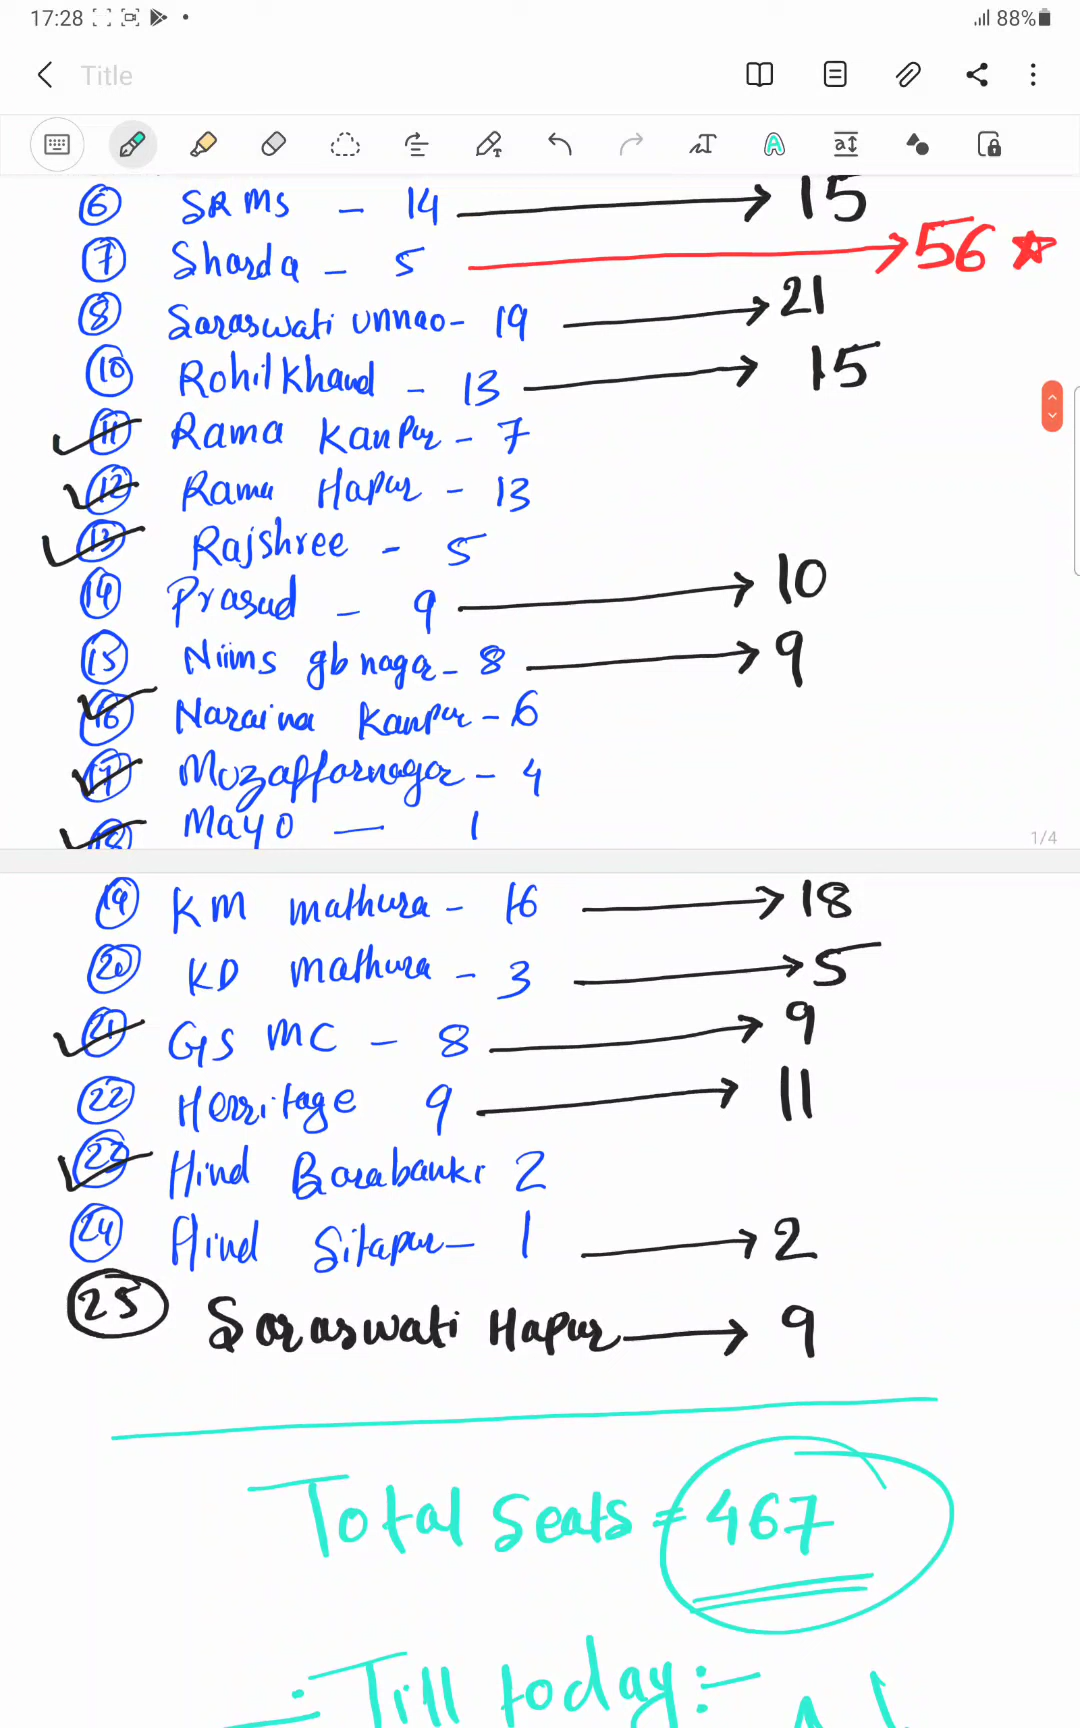 17:28 88%
Title
6 SRMS - 14 → 15
7 Sharda - 5 → 56 ☆
8 Saraswati unnao - 19 → 21
10 Rohilkhand - 13 → 15
11 Rama Kanpur - 7
12 Rama Hapur - 13
13 Rajshree - 5
14 Prasad - 9 → 10
15 Niims gb nagar - 8 → 9
16 Naraina Kanpur - 6
17 Muzaffarnagar - 4
Mayo — 1
1/4
19 KM mathura - 16 → 18
20 KD mathura - 3 → 5
21 GS MC - 8 → 9
22 Herritage 9 → 11
23 Hind Barabanki 2
24 Hind Sitapur - 1 → 2
25 Saraswati Hapur → 9
Total Seats = 467
Till today:-